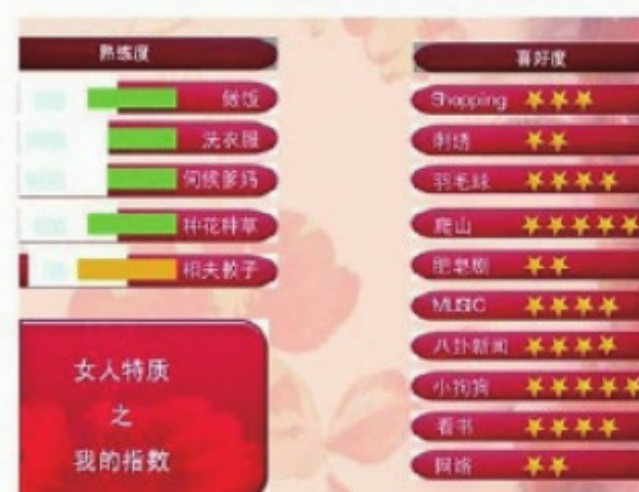 熟练度
做饭
洗衣服
伺候爹妈
种花种草
相夫教子
女人特质
之
我的指数
喜好度
Shopping
刺绣
羽毛球
爬山
肥皂剧
MUSIC
八卦新闻
小狗狗
看书
网络